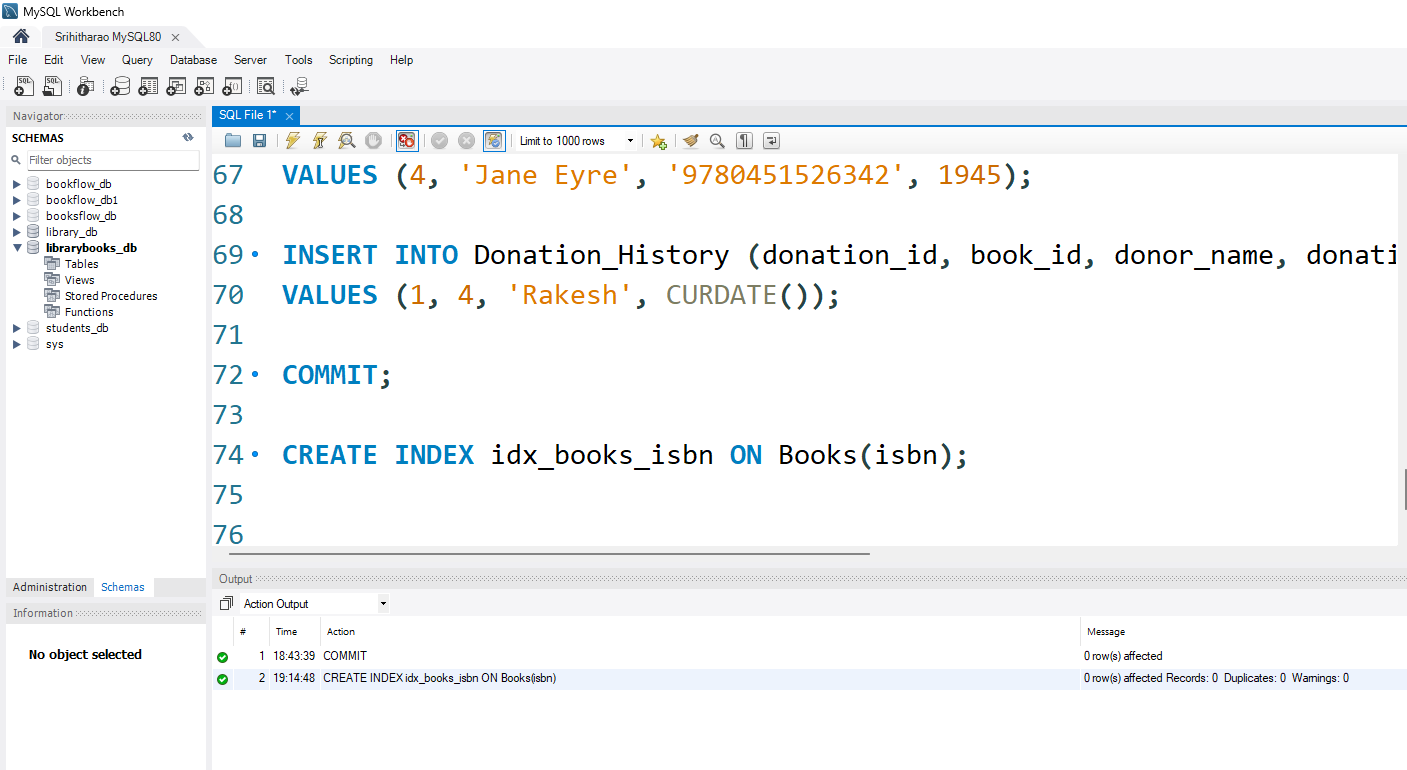 MySQL Workbench
Srihitharao MySQL80
File Edit View Query Database Server Tools Scripting Help
Navigator
SCHEMAS
Filter objects
bookflow_db
bookflow_db1
booksflow_db
library_db
librarybooks_db
Tables
Views
Stored Procedures
Functions
students_db
sys
Administration Schemas
Information
No object selected
SQL File 1*
Limit to 1000 rows
67 VALUES (4, 'Jane Eyre', '9780451526342', 1945);
68
69 INSERT INTO Donation_History (donation_id, book_id, donor_name, donati
70 VALUES (1, 4, 'Rakesh', CURDATE());
71
72 COMMIT;
73
74 CREATE INDEX idx_books_isbn ON Books(isbn);
75
76
Output
Action Output
# Time Action Message
1 18:43:39 COMMIT 0 row(s) affected
2 19:14:48 CREATE INDEX idx_books_isbn ON Books(isbn) 0 row(s) affected Records: 0 Duplicates: 0 Warnings: 0